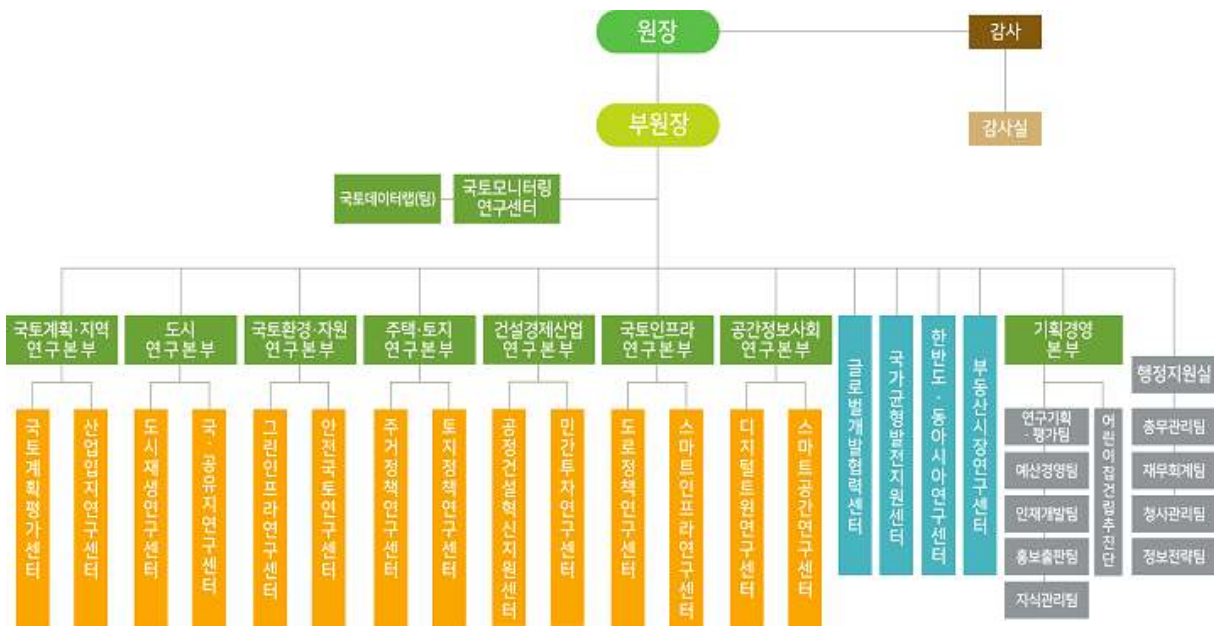 원장
감사
부원장
감사실
국토데이터랩(팀)
국토모니터링
연구센터
국토계획·지역
연구본부
도시
연구본부
국토환경·자원
연구본부
주택·토지
연구본부
건설경제산업
연구본부
국토인프라
연구본부
공간정보사회
연구본부
글로벌개발협력센터
국가균형발전지원센터
한반도·동아시아연구센터
부동산시장연구센터
기획경영
본부
행정지원실
국토계획평가센터
산업입지연구센터
도시재생연구센터
국·공유지연구센터
그린인프라연구센터
안전국토연구센터
주거정책연구센터
토지정책연구센터
공정건설혁신지원센터
민간투자연구센터
도로정책연구센터
스마트인프라연구센터
디지털트윈연구센터
스마트공간연구센터
연구기획
·평가팀
예산경영팀
인재개발팀
홍보출판팀
지식관리팀
어린이집건립추진단
총무관리팀
재무회계팀
청사관리팀
정보전략팀